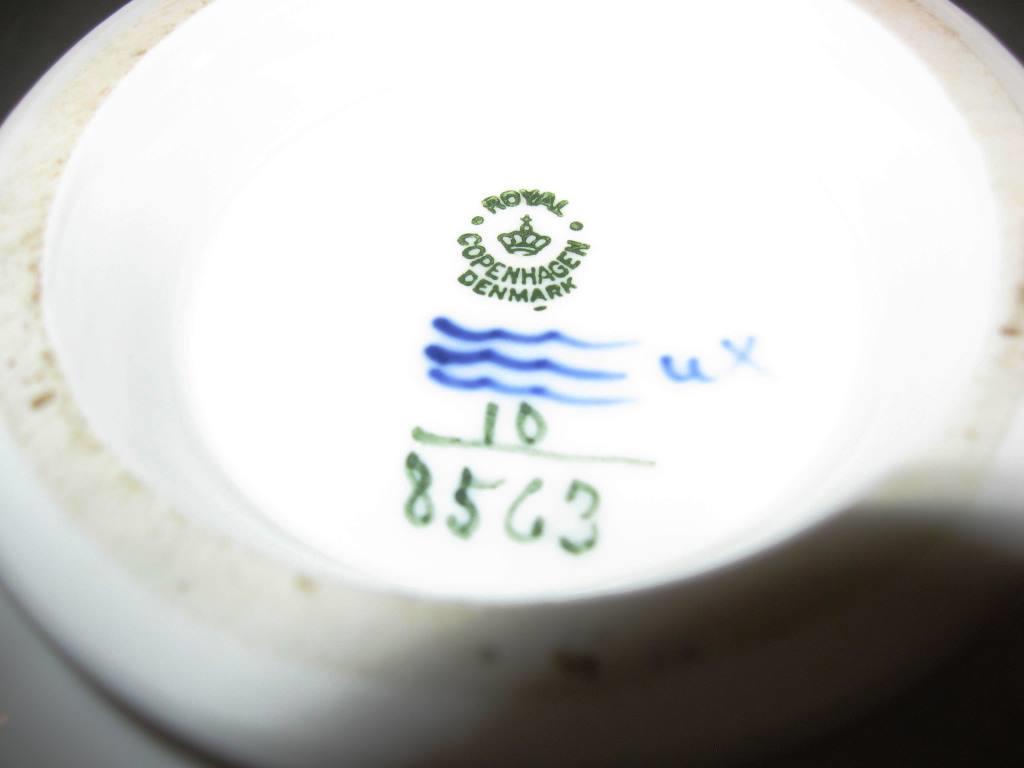 ROYAL
COPENHAGEN
DENMARK
ux
10
8563